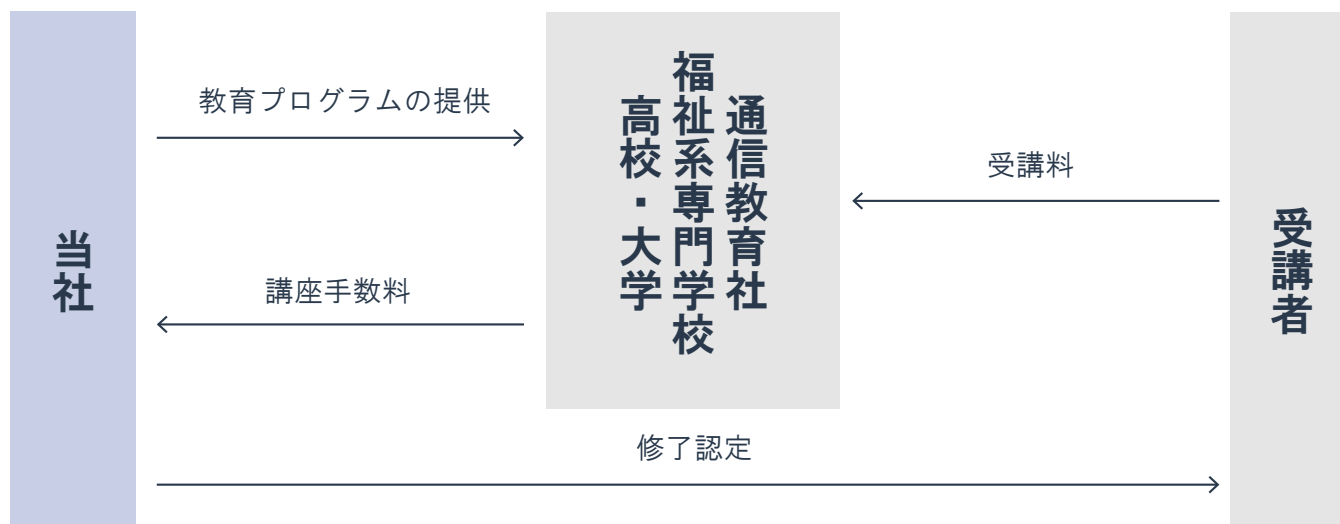 当社
教育プログラムの提供
講座手数料
通信教育社
福祉系専門学校
高校・大学
受講料
修了認定
受講者